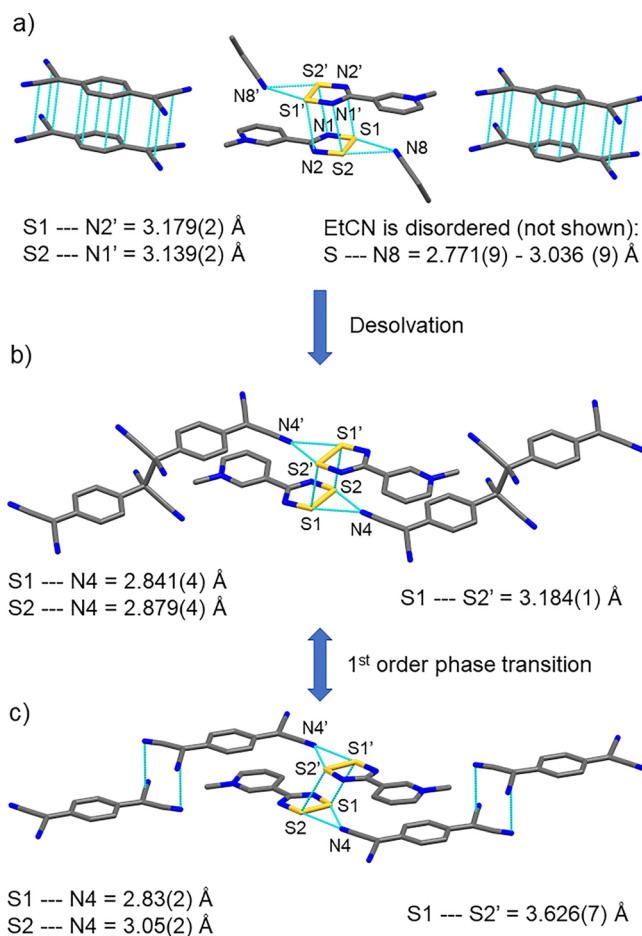 a)
S2' N2'
N8' S1' N1' 
N1 S1
N2 S2 N8
S1 --- N2' = 3.179(2) Å
S2 --- N1' = 3.139(2) Å
EtCN is disordered (not shown):
S --- N8 = 2.771(9) - 3.036 (9) Å
Desolvation
b)
N4' S1'
S2'
S2
S1 N4
S1 --- N4 = 2.841(4) Å
S2 --- N4 = 2.879(4) Å
S1 --- S2' = 3.184(1) Å
1st order phase transition
c)
N4' S1'
S2'
S1
S2
N4
S1 --- N4 = 2.83(2) Å
S2 --- N4 = 3.05(2) Å
S1 --- S2' = 3.626(7) Å